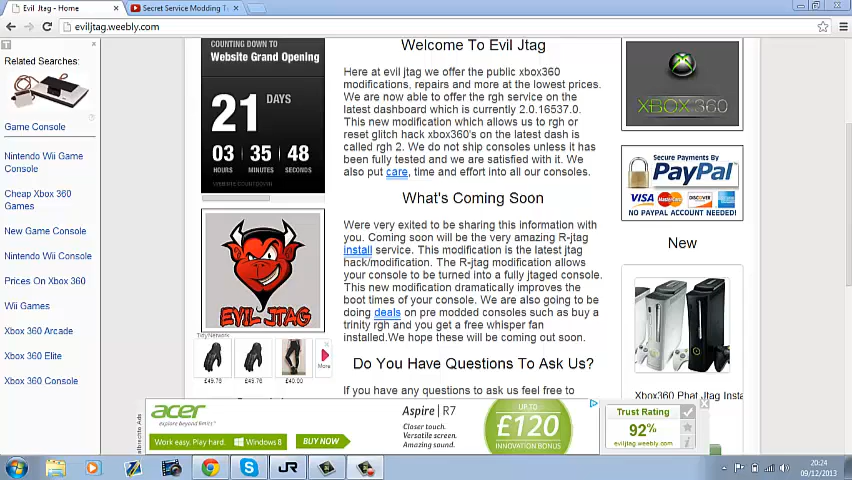 Evil Jtag - Home
Secret Service Modding T
eviljtag.weebly.com
Related Searches:
Game Console
Nintendo Wii Game
Console
Cheap Xbox 360
Games
New Game Console
Nintendo Wii Console
Prices On Xbox 360
Wii Games
Xbox 360 Arcade
Xbox 360 Elite
Xbox 360 Console
COUNTING DOWN TO
Website Grand Opening
21 DAYS
03 35 48
HOURS MINUTES SECONDS
WEBSITE COUNTDOWN
EVIL JTAG
£49.76 £49.76 £40.00 More
Welcome To Evil Jtag
Here at evil jtag we offer the public xbox360
modifications, repairs and more at the lowest prices.
We are now able to offer the rgh service on the
latest dashboard which is currently 2.0.16537.0.
This new modification which allows us to rgh or
reset glitch hack xbox360's on the latest dash is
called rgh 2. We do not ship consoles unless it has
been fully tested and we are satisfied with it. We
also put care, time and effort into all our consoles.
What's Coming Soon
Were very exited to be sharing this information with
you. Coming soon will be the very amazing R-jtag
install service. This modification is the latest jtag
hack/modification. The R-jtag modification allows
your console to be turned into a fully jtaged console.
This new modification dramatically improves the
boot times of your console. We are also going to be
doing deals on pre modded consoles such as buy a
trinity rgh and you get a free whisper fan
installed.We hope these will be coming out soon.
Do You Have Questions To Ask Us?
If you have any questions to ask us feel free to
XBOX 360
Secure Payments By
PayPal
VISA MasterCard DISCOVER
NO PAYPAL ACCOUNT NEEDED!
New
Xbox360 Phat Jtag Insta
acer
explore beyond limits
Work easy. Play hard. Windows 8 BUY NOW
Aspire R7
Closer touch.
Versatile screen.
Amazing sound.
UP TO
£120
INNOVATION BONUS
Trust Rating
92%
eviljtag.weebly.com
JR
20:24
09/12/2013